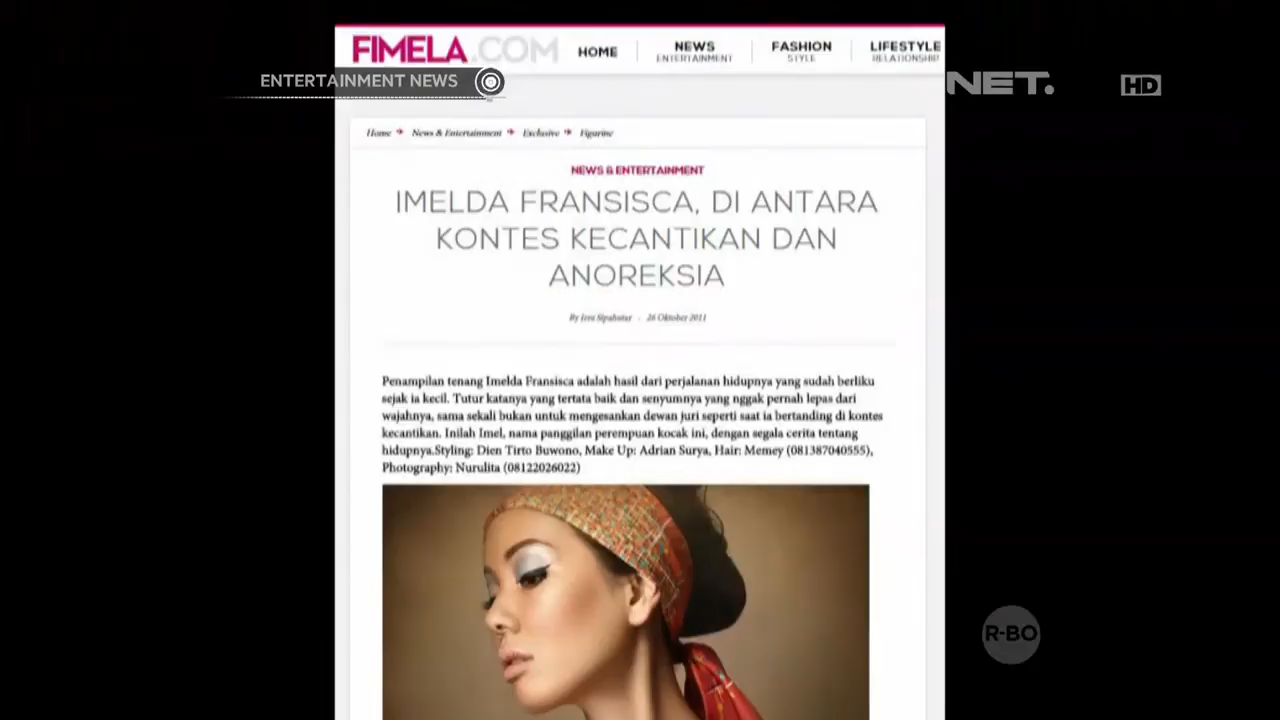 FIMELA.COM
HOME
NEWS
ENTERTAINMENT
FASHION
STYLE
LIFESTYLE
RELATIONSHIP
ENTERTAINMENT NEWS
NET.
HD
Home News & Entertainment Exclusive Figurine
NEWS & ENTERTAINMENT
IMELDA FRANSISCA, DI ANTARA
KONTES KECANTIKAN DAN
ANOREKSIA
By Ires Sipahutar . 26 Oktober 2011
Penampilan tenang Imelda Fransisca adalah hasil dari perjalanan hidupnya yang sudah berliku
sejak ia kecil. Tutur katanya yang tertata baik dan senyumnya yang nggak pernah lepas dari
wajahnya, sama sekali bukan untuk mengesankan dewan juri seperti saat ia bertanding di kontes
kecantikan. Inilah Imel, nama panggilan perempuan kocak ini, dengan segala cerita tentang
hidupnya.Styling: Dien Tirto Buwono, Make Up: Adrian Surya, Hair: Memey (081387040555),
Photography: Nurulita (08122026022)
R-BO